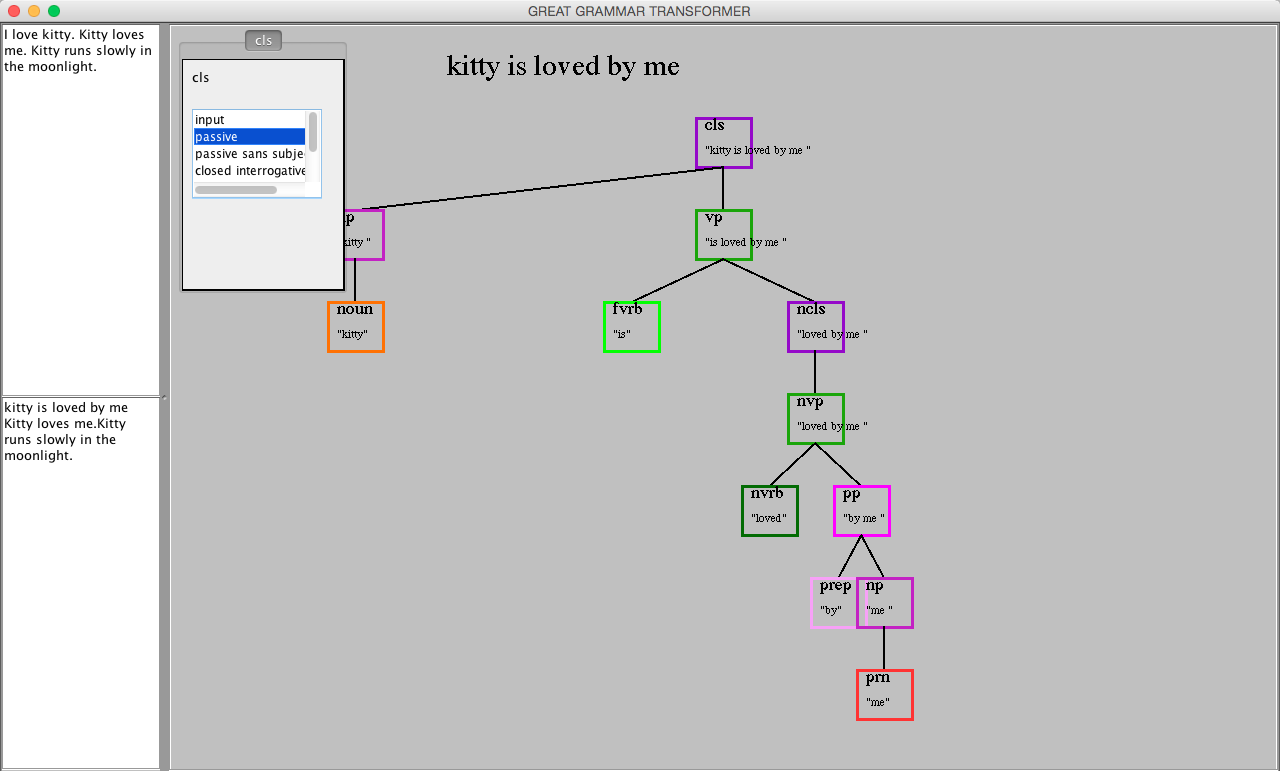 GREAT GRAMMAR TRANSFORMER
I love kitty. Kitty loves
me. Kitty runs slowly in
the moonlight.
cls
cls
input
passive
passive sans subje
closed interrogative
kitty is loved by me
cls
"kitty is loved by me "
p
kitty "
vp
"is loved by me "
noun
"kitty"
fvrb
"is"
ncls
"loved by me "
nvp
"loved by me "
nvrb
"loved"
pp
"by me "
prep
"by"
np
"me "
prn
"me"
kitty is loved by me
Kitty loves me.Kitty
runs slowly in the
moonlight.